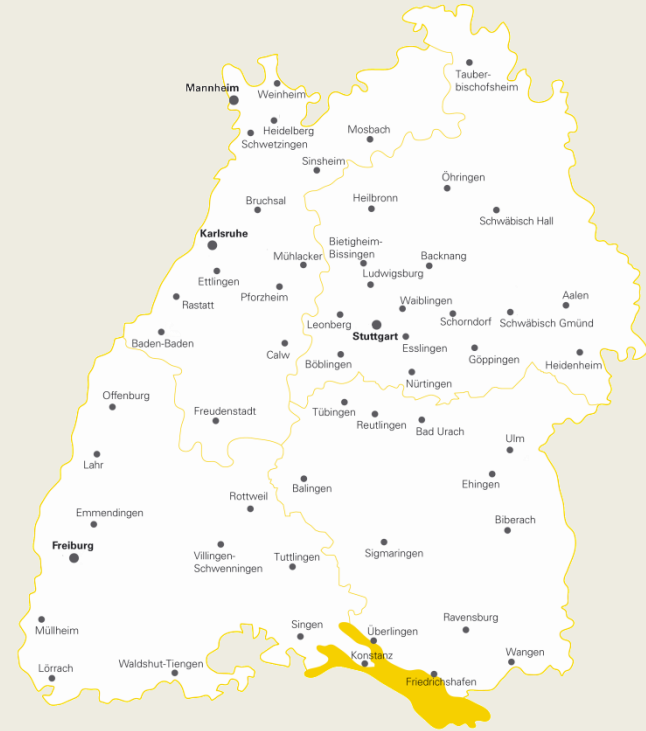 Tauber-
bischofsheim
Mannheim
Weinheim
Heidelberg
Schwetzingen
Mosbach
Sinsheim
Öhringen
Bruchsal
Heilbronn
Schwäbisch Hall
Karlsruhe
Bietigheim-
Bissingen
Mühlacker
Backnang
Ludwigsburg
Ettlingen
Pforzheim
Rastatt
Waiblingen
Aalen
Leonberg
Schorndorf
Schwäbisch Gmünd
Stuttgart
Baden-Baden
Calw
Esslingen
Böblingen
Göppingen
Heidenheim
Nürtingen
Offenburg
Freudenstadt
Tübingen
Reutlingen
Bad Urach
Ulm
Lahr
Balingen
Ehingen
Rottweil
Emmendingen
Biberach
Freiburg
Villingen-
Schwenningen
Tuttlingen
Sigmaringen
Müllheim
Singen
Überlingen
Ravensburg
Lörrach
Waldshut-Tiengen
Konstanz
Wangen
Friedrichshafen